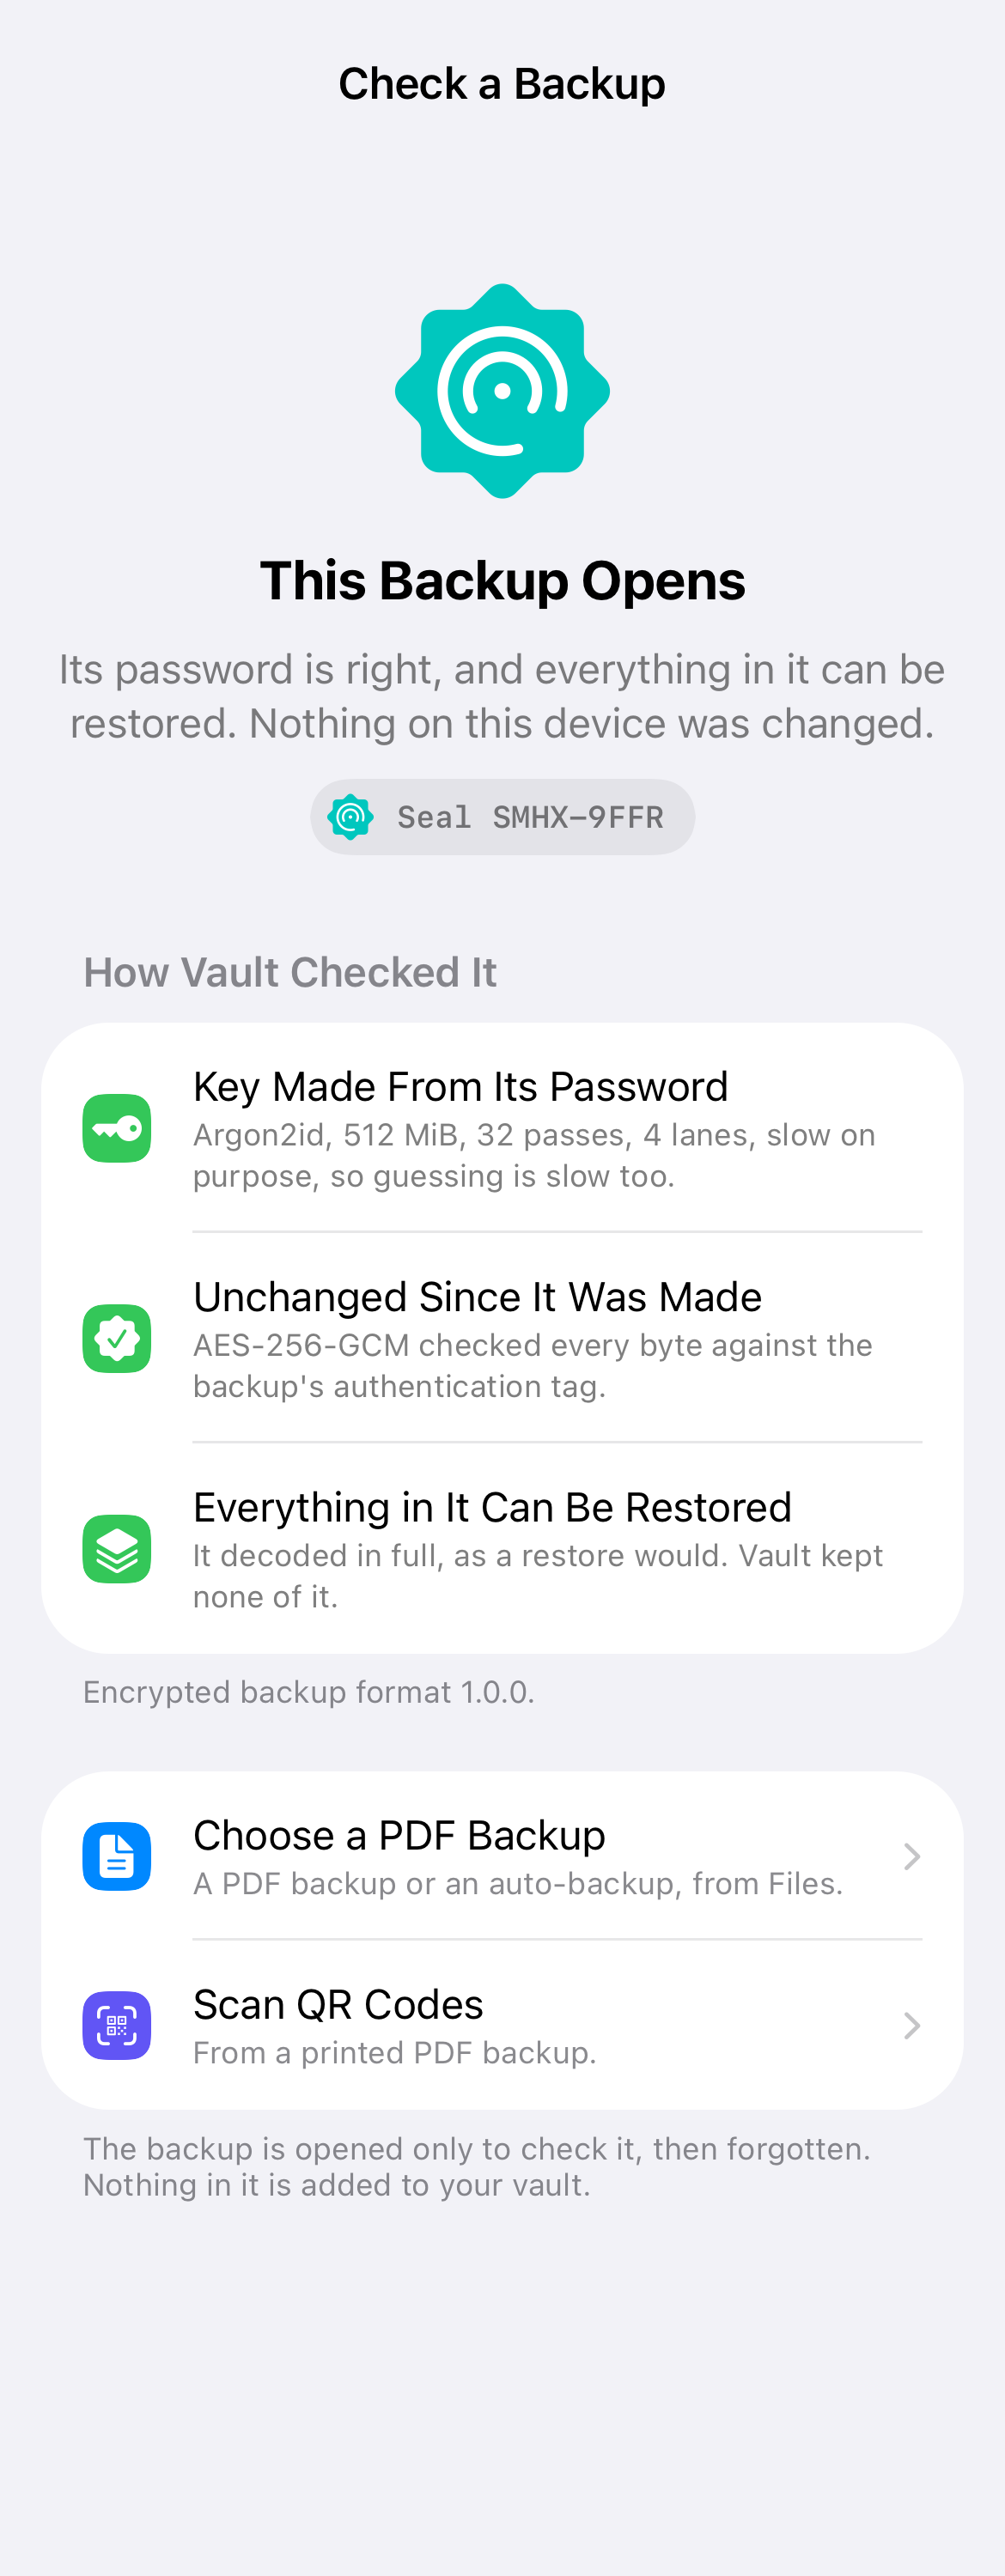 Check a Backup
This Backup Opens
Its password is right, and everything in it can be
restored. Nothing on this device was changed.
Seal SMHX-9FFR
How Vault Checked It
Key Made From Its Password
Argon2id, 512 MiB, 32 passes, 4 lanes, slow on
purpose, so guessing is slow too.
Unchanged Since It Was Made
AES-256-GCM checked every byte against the
backup's authentication tag.
Everything in It Can Be Restored
It decoded in full, as a restore would. Vault kept
none of it.
Encrypted backup format 1.0.0.
Choose a PDF Backup
A PDF backup or an auto-backup, from Files.
Scan QR Codes
From a printed PDF backup.
The backup is opened only to check it, then forgotten.
Nothing in it is added to your vault.